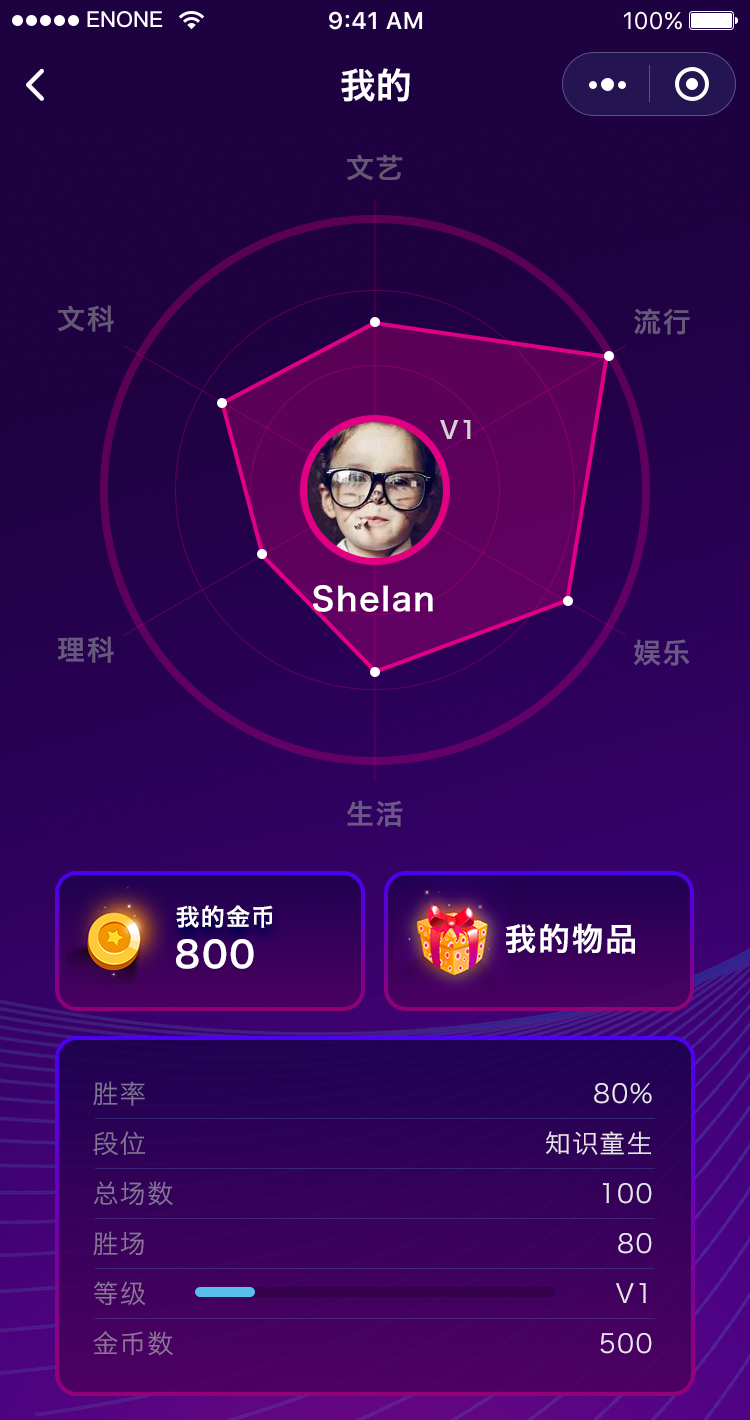 ENONE 9:41 AM 100%
我的
文艺
文科
流行
V1
Shelan
理科
娱乐
生活
我的金币
800
我的物品
胜率 80%
段位 知识童生
总场数 100
胜场 80
等级 V1
金币数 500